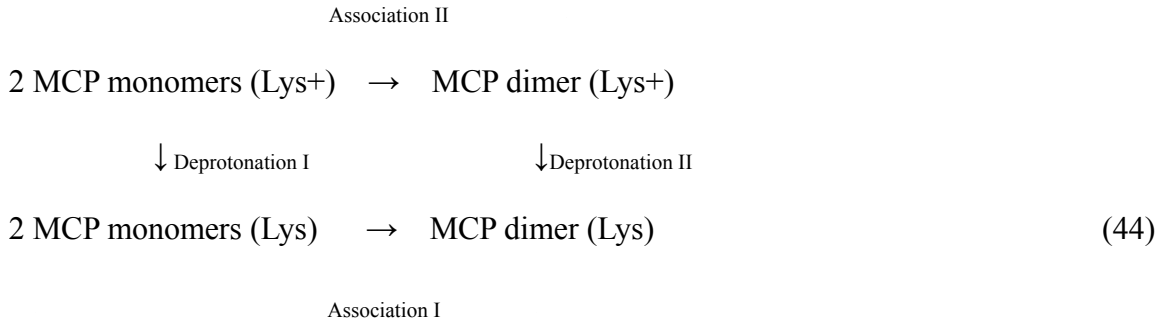 Association II
2 MCP monomers (Lys+) → MCP dimer (Lys+)
↓ Deprotonation I ↓Deprotonation II
2 MCP monomers (Lys) → MCP dimer (Lys) (44)
Association I